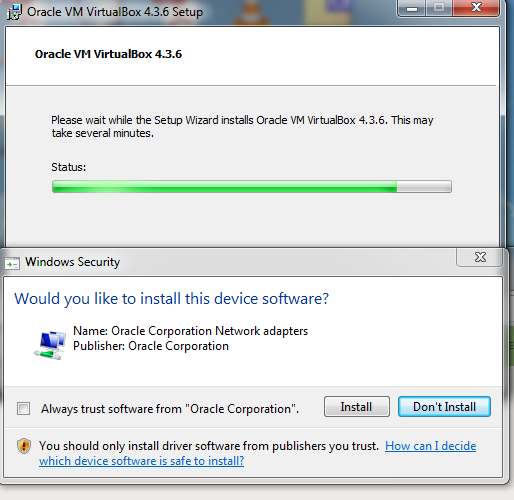 Oracle VM VirtualBox 4.3.6 Setup
Oracle VM VirtualBox 4.3.6
Please wait while the Setup Wizard installs Oracle VM VirtualBox 4.3.6. This may
take several minutes.
Status:
Windows Security
Would you like to install this device software?
Name: Oracle Corporation Network adapters
Publisher: Oracle Corporation
Always trust software from "Oracle Corporation".
Install
Don't Install
You should only install driver software from publishers you trust. How can I decide
which device software is safe to install?